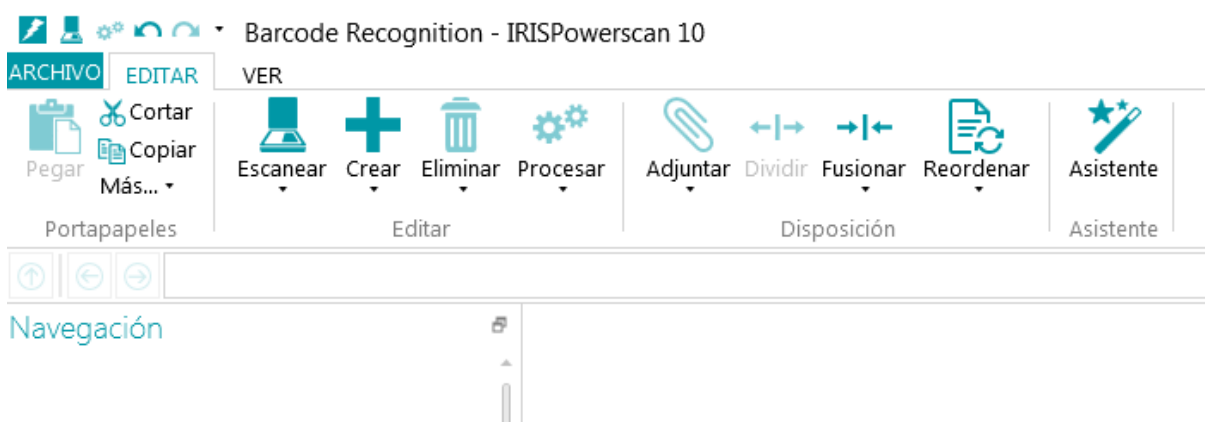 Barcode Recognition - IRISPowerscan 10
ARCHIVO EDITAR VER
Pegar
Cortar
Copiar
Más...
Portapapeles
Escanear Crear Eliminar Procesar
Editar
Adjuntar Dividir Fusionar Reordenar
Disposición
Asistente
Asistente
Navegación